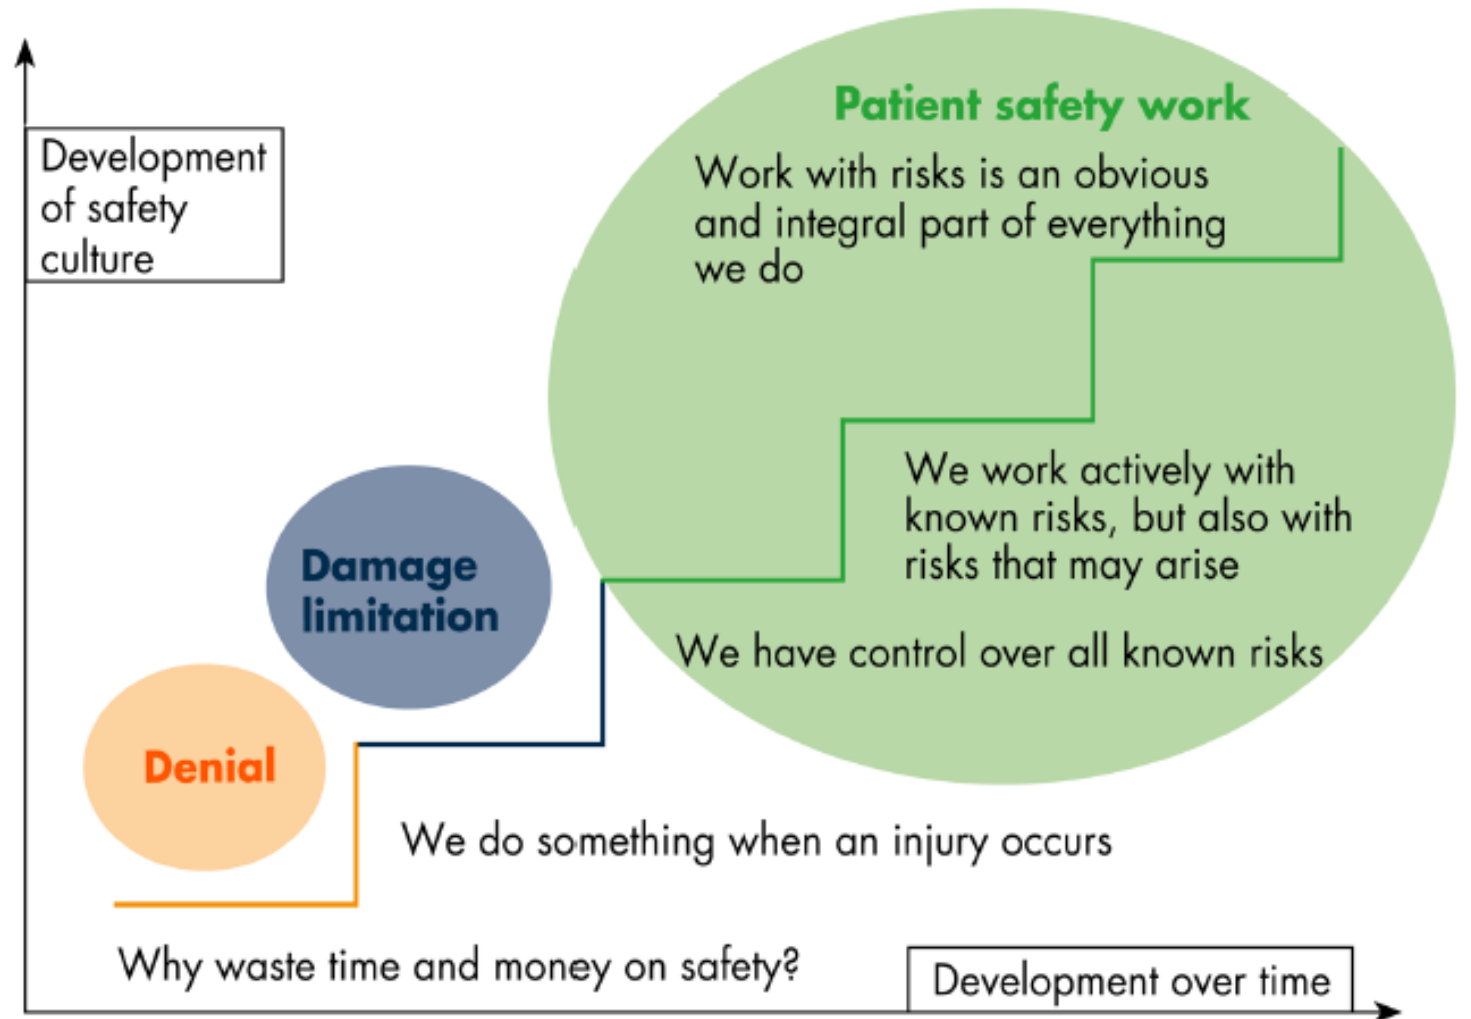 Patient safety work
Work with risks is an obvious
and integral part of everything
we do
Development
of safety
culture
We work actively with
known risks, but also with
risks that may arise
Damage
limitation
We have control over all known risks
Denial
We do something when an injury occurs
Why waste time and money on safety?
Development over time